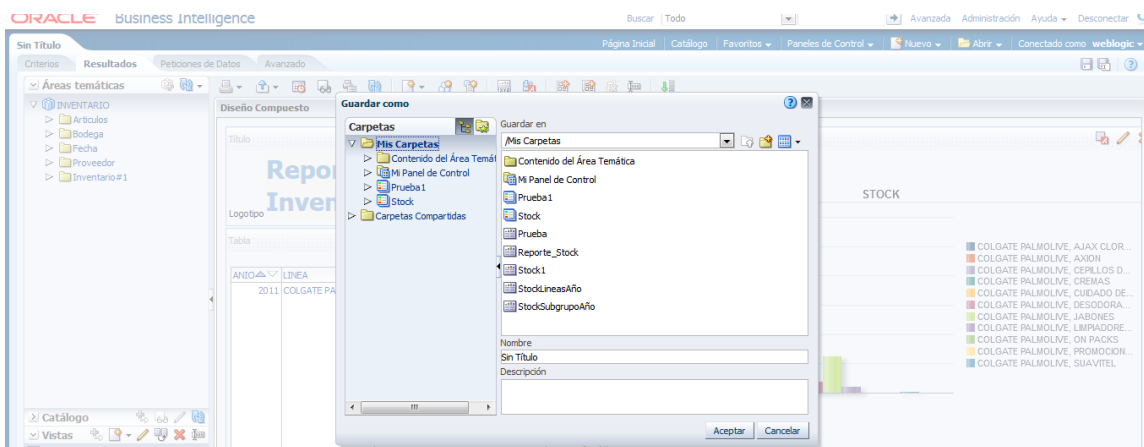 ORACLE Business Intelligence
Buscar Todo Avanzada Administración Ayuda Desconectar
Sin Título
Página Inicial Catálogo Favoritos Paneles de Control Nuevo Abrir Conectado como weblogic
Criterios Resultados Peticiones de Datos Avanzado
Áreas temáticas
INVENTARIO
Articulos
Bodega
Fecha
Proveedor
Inventario#1
Catálogo
Vistas
Diseño Compuesto
Título
Logotipo
Tabla
ANIO LINEA
2011 COLGATE PA
Guardar como
Carpetas
Mis Carpetas
Contenido del Área Temát
Mi Panel de Control
Prueba1
Stock
Carpetas Compartidas
Guardar en
/Mis Carpetas
Contenido del Área Temática
Mi Panel de Control
Prueba1
Stock
Prueba
Reporte_Stock
Stock1
StockLineasAño
StockSubgrupoAño
Nombre
Sin Título
Descripción
Aceptar Cancelar
STOCK
COLGATE PALMOLIVE, AJAX CLOR...
COLGATE PALMOLIVE, AXION
COLGATE PALMOLIVE, CEPILLOS D...
COLGATE PALMOLIVE, CREMAS
COLGATE PALMOLIVE, CUIDADO DE...
COLGATE PALMOLIVE, DESODORA...
COLGATE PALMOLIVE, JABONES
COLGATE PALMOLIVE, LIMPIADORE...
COLGATE PALMOLIVE, ON PACKS
COLGATE PALMOLIVE, PROMOCION...
COLGATE PALMOLIVE, SUAVITEL